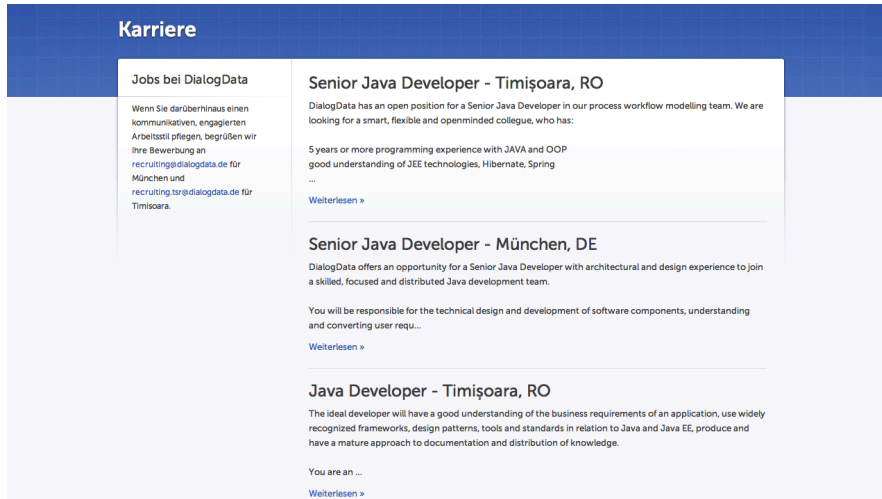 Karriere
Jobs bei DialogData
Wenn Sie darüberhinaus einen
kommunikativen, engagierten
Arbeitsstil pflegen, begrüßen wir
Ihre Bewerbung an
recruiting@dialogdata.de für
München und
recruiting.tsr@dialogdata.de für
Timisoara.
Senior Java Developer - Timișoara, RO
DialogData has an open position for a Senior Java Developer in our process workflow modelling team. We are
looking for a smart, flexible and openminded collegue, who has:
5 years or more programming experience with JAVA and OOP
good understanding of JEE technologies, Hibernate, Spring
...
Weiterlesen »
Senior Java Developer - München, DE
DialogData offers an opportunity for a Senior Java Developer with architectural and design experience to join
a skilled, focused and distributed Java development team.
You will be responsible for the technical design and development of software components, understanding
and converting user requ...
Weiterlesen »
Java Developer - Timișoara, RO
The ideal developer will have a good understanding of the business requirements of an application, use widely
recognized frameworks, design patterns, tools and standards in relation to Java and Java EE, produce and
have a mature approach to documentation and distribution of knowledge.
You are an ...
Weiterlesen »